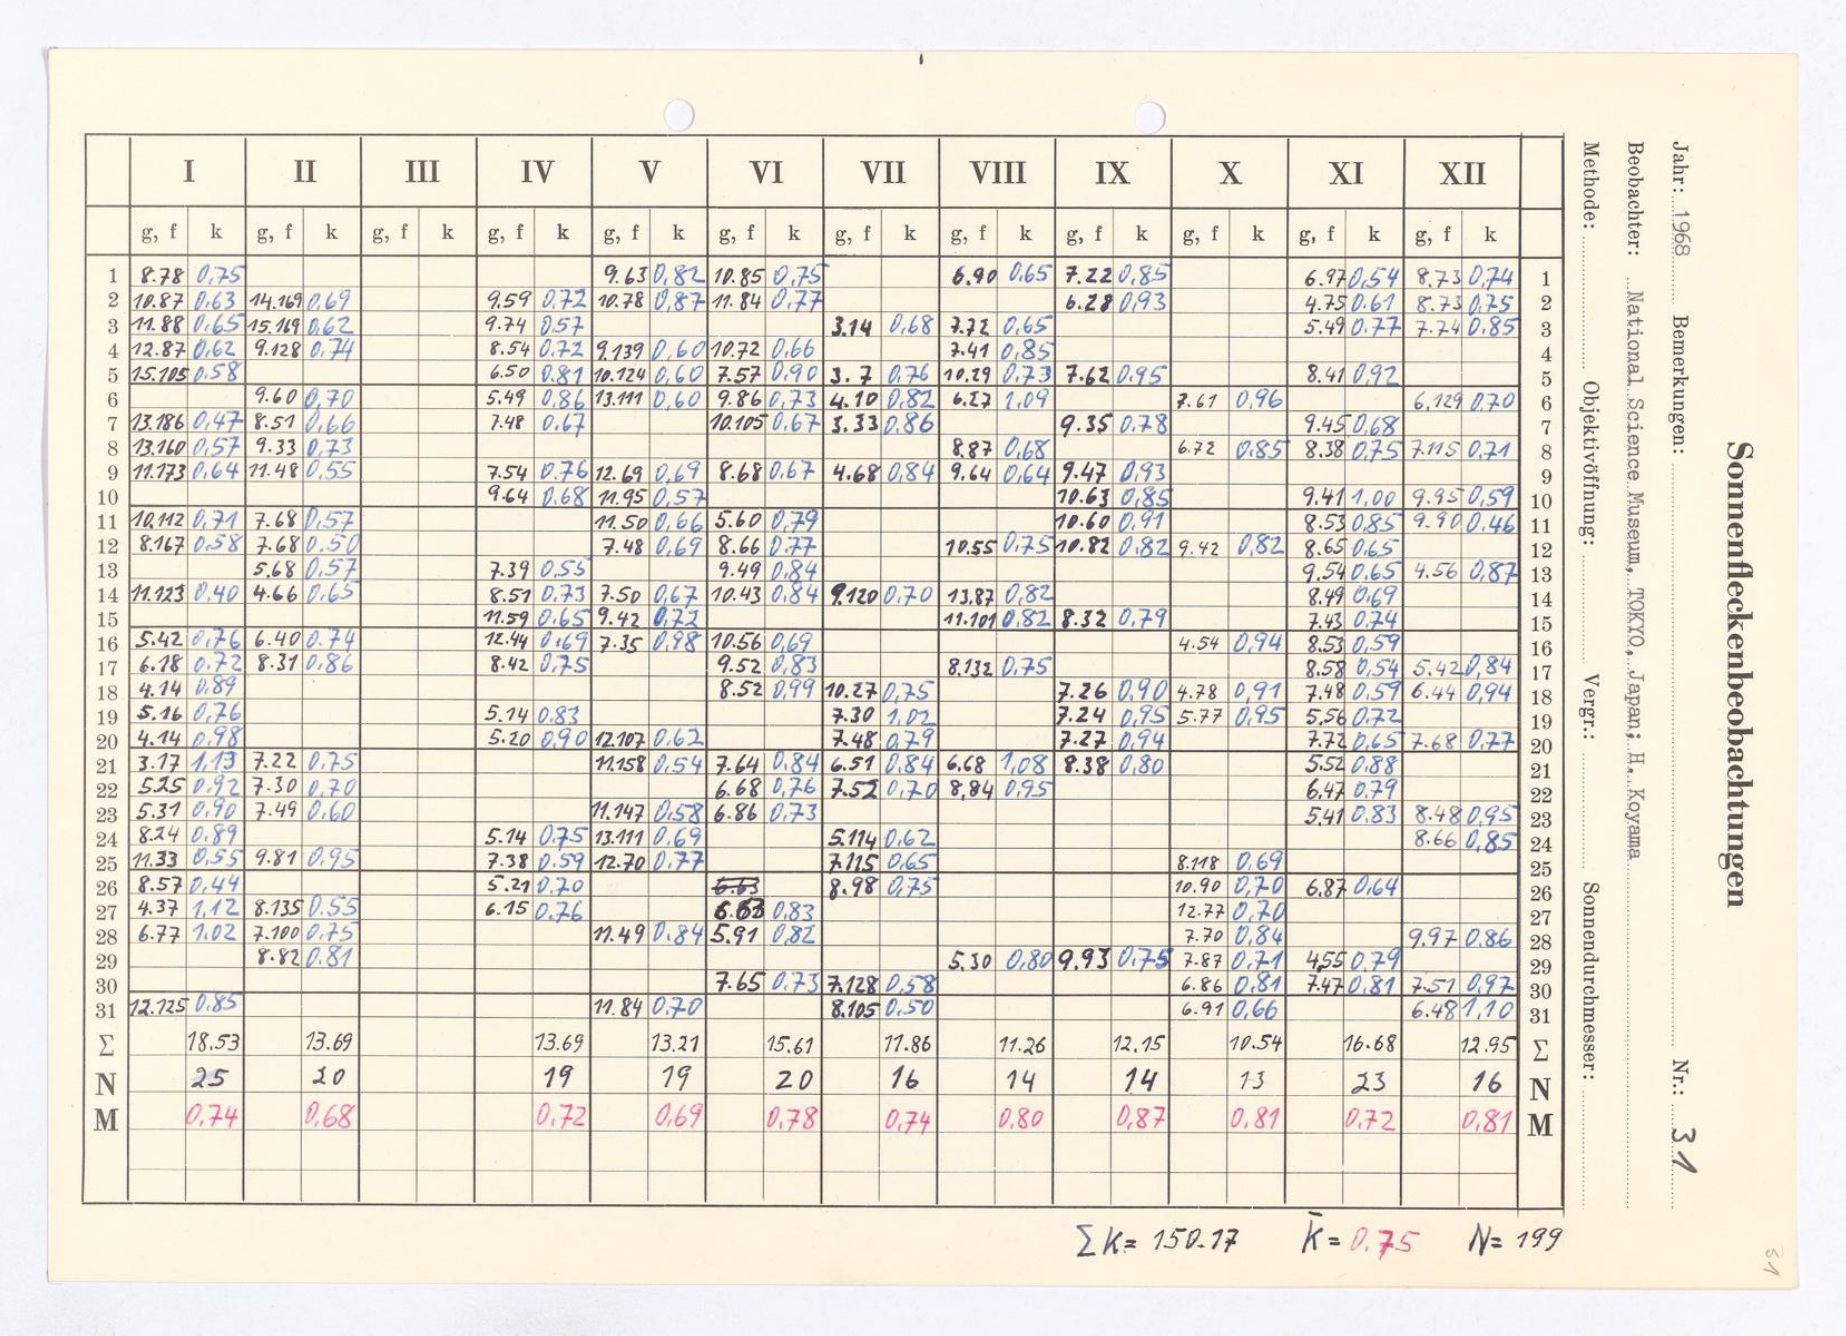 Sonnenfleckenbeobachtungen
Jahr: 1968 Bemerkungen: Nr.: 31
Beobachter: National Science Museum, TOKYO, Japan; H. Koyama
Methode: Objektivöffnung: Vergr.: Sonnendurchmesser:
I II III IV V VI VII VIII IX X XI XII
g, f k g, f k g, f k g, f k g, f k g, f k g, f k g, f k g, f k g, f k g, f k g, f k
1 8.78 0,75 9.63 0,82 10.85 0,75 6.90 0.65 7.22 0,85 6.97 0,54 8.73 0,74 1
2 10.87 0,63 14.169 0,69 9.59 0.72 10.78 0,87 11.84 0,77 6.28 0,93 4.75 0.61 8.73 0,75 2
3 11.88 0,65 15.169 0,62 9.74 0.57 3.14 0,68 7.72 0,65 5.49 0.77 7.74 0.85 3
4 12.87 0,62 9.128 0,74 8.54 0.72 9.139 0,60 10.72 0,66 7.41 0,85 4
5 15.105 0.58 6.50 0.81 10.124 0,60 7.57 0,90 3.7 0,76 10.29 0.73 7.62 0.95 8.41 0,92 5
6 9.60 0,70 5.49 0,86 13.111 0,60 9.86 0,73 4.10 0,82 6.27 1,09 7.61 0,96 6.129 0,70 6
7 13.186 0,47 8.51 0,66 7.48 0,67 10.105 0,67 3.33 0,86 9.35 0.78 9.45 0,68 7
8 13.160 0,57 9.33 0,73 8.87 0,68 6.72 0,85 8.38 0,75 7.115 0,71 8
9 11.173 0,64 11.48 0,55 7.54 0.76 12.69 0,69 8.68 0,67 4.68 0,84 9.64 0,64 9.47 0,93 9
10 9.64 0.68 11.95 0,57 10.63 0,85 9.41 1,00 9.95 0,59 10
11 10.112 0,71 7.68 0,57 11.50 0,66 5.60 0,79 10.60 0,91 8.53 0,85 9.90 0.46 11
12 8.167 0.58 7.68 0.50 7.48 0,69 8.66 0.77 10.55 0,75 10.82 0,82 9.42 0,82 8.65 0.65 12
13 5.68 0,57 7.39 0,55 9.49 0,84 9.54 0.65 4.56 0,87 13
14 11.123 0,40 4.66 0,65 8.51 0.73 7.50 0,67 10.43 0,84 9.120 0,70 13.87 0,82 8.49 0,69 14
15 11.59 0.65 9.42 0,72 11.101 0,82 8.32 0,79 7.43 0,74 15
16 5.42 0,76 6.40 0.74 12.44 0.69 7.35 0,98 10.56 0,69 4.54 0,94 8.53 0,59 16
17 6.18 0.72 8.31 0,86 8.42 0,75 9.52 0,83 8.132 0.75 8.58 0,54 5.42 0,84 17
18 4.14 0,89 8.52 0,99 10.27 0,75 7.26 0,90 4.78 0,91 7.48 0,59 6.44 0,94 18
19 5.16 0,76 5.14 0.83 7.30 1,02 7.24 0,95 5.77 0,95 5.56 0.72 19
20 4.14 0,98 5.20 0,90 12.107 0.62 7.48 0,79 7.27 0,94 7.72 0,65 7.68 0,77 20
21 3.17 1,13 7.22 0,75 11.158 0,54 7.64 0,84 6.51 0,84 6.68 1,08 8.38 0,80 5.52 0,88 21
22 5.25 0,92 7.30 0,70 6.68 0,76 7.52 0,70 8,84 0,95 6,47 0.79 22
23 5.31 0,90 7.49 0,60 11.147 0,58 6.86 0,73 5,41 0.83 8.48 0,95 23
24 8.24 0,89 5.14 0.75 13.111 0,69 5.114 0,62 8.66 0,85 24
25 11.33 0,55 9.81 0,95 7.38 0.59 12.70 0,77 7.115 0,65 8.118 0,69 25
26 8.57 0,44 5.21 0.70 6.63 8.98 0,75 10.90 0,70 6,87 0,64 26
27 4.37 1,12 8.135 0.55 6.15 0,76 6.63 0,83 12.77 0,70 27
28 6.77 1,02 7.100 0.75 11.49 0,84 5.91 0,82 7.70 0,84 9.97 0.86 28
29 8.82 0.81 5.30 0,80 9.93 0.75 7.87 0,71 4,55 0,79 29
30 7.65 0,73 7.128 0,58 6.86 0,81 7.47 0,81 7.51 0,97 30
31 12.125 0.85 11.84 0.70 8.105 0,50 6.91 0,66 6.48 1,10 31
Σ 18.53 13.69 13.69 13.21 15.61 11.86 11.26 12.15 10.54 16.68 12.95 Σ
N 25 20 19 19 20 16 14 14 13 23 16 N
M 0,74 0,68 0,72 0,69 0,78 0,74 0,80 0,87 0,81 0,72 0,81 M
Σk= 150.17 k̄= 0.75 N= 199
31